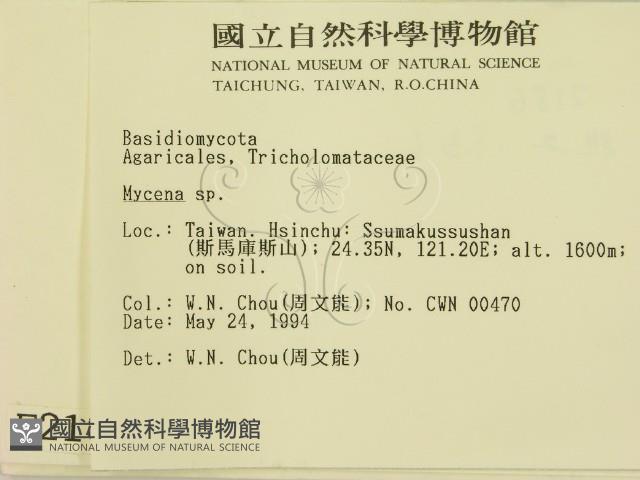 國立自然科學博物館
NATIONAL MUSEUM OF NATURAL SCIENCE
TAICHUNG, TAIWAN, R.O.CHINA
Basidiomycota
Agaricales, Tricholomataceae
Mycena sp.
Loc.: Taiwan. Hsinchu: Ssumakussushan
(斯馬庫斯山); 24.35N, 121.20E; alt. 1600m;
on soil.
Col.: W.N. Chou(周文能); No. CWN 00470
Date: May 24, 1994
Det.: W.N. Chou(周文能)
F21
國立自然科學博物館
NATIONAL MUSEUM OF NATURAL SCIENCE